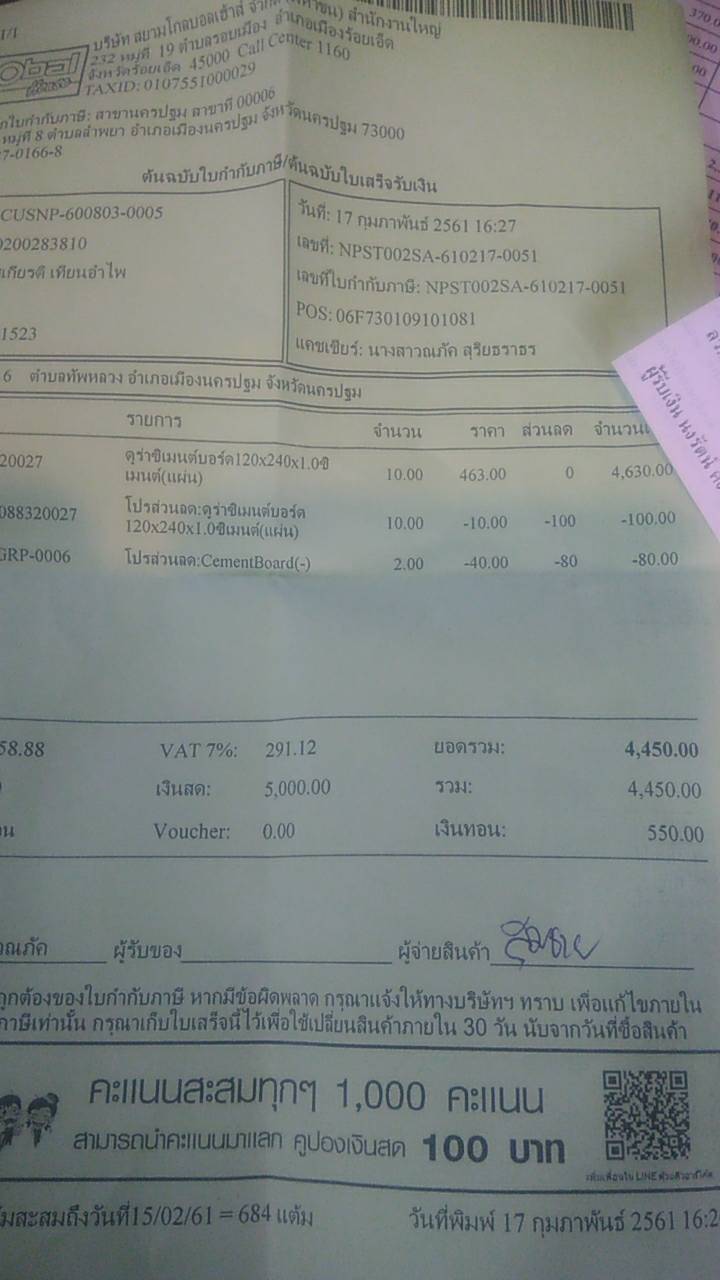 1/1
บริษัท สยามโกลบอลเฮ้าส์ จำกัด (มหาชน) สำนักงานใหญ่
232 หมู่ที่ 19 ตำบลรอบเมือง อำเภอเมืองร้อยเอ็ด
จังหวัดร้อยเอ็ด 45000 Call Center 1160
TAXID: 0107551000029
obal
กใบกำกับภาษี: สาขานครปฐม สาขาที่ 00006
หมู่ที่ 8 ตำบลลำพยา อำเภอเมืองนครปฐม จังหวัดนครปฐม 73000
7-0166-8
ต้นฉบับใบกำกับภาษี/ต้นฉบับใบเสร็จรับเงิน
CUSNP-600803-0005
0200283810
เกียรติ เทียนอำไพ
1523
วันที่: 17 กุมภาพันธ์ 2561 16:27
เลขที่: NPST002SA-610217-0051
เลขที่ใบกำกับภาษี: NPST002SA-610217-0051
POS: 06F730109101081
แคชเชียร์: นางสาวณภัค สุริยธราธร
6 ตำบลทัพหลวง อำเภอเมืองนครปฐม จังหวัดนครปฐม
รายการ จำนวน ราคา ส่วนลด จำนวนเ
20027 ดูร่าซีเมนต์บอร์ด120x240x1.0ซิ 10.00 463.00 0 4,630.00
เมนต์(แผ่น)
088320027 โปรส่วนลด:ดูร่าซีเมนต์บอร์ด 10.00 -10.00 -100 -100.00
120x240x1.0ซิเมนต์(แผ่น)
GRP-0006 โปรส่วนลด:CementBoard(-) 2.00 -40.00 -80 -80.00
58.88 VAT 7%: 291.12 ยอดรวม: 4,450.00
เงินสด: 5,000.00 รวม: 4,450.00
Voucher: 0.00 เงินทอน: 550.00
วณภัค ผู้รับของ ผู้จ่ายสินค้า
ถูกต้องของใบกำกับภาษี หากมีข้อผิดพลาด กรุณาแจ้งให้ทางบริษัทฯ ทราบ เพื่อแก้ไขภายใน
ภาษีเท่านั้น กรุณาเก็บใบเสร็จนี้ไว้เพื่อใช้เปลี่ยนสินค้าภายใน 30 วัน นับจากวันที่ซื้อสินค้า
คะแนนสะสมทุกๆ 1,000 คะแนน
สามารถนำคะแนนมาแลก คูปองเงินสด 100 บาท
้มสะสมถึงวันที่15/02/61 = 684 แต้ม วันที่พิมพ์ 17 กุมภาพันธ์ 2561 16:2
370.0
ผู้รับเงิน นงรัตน์